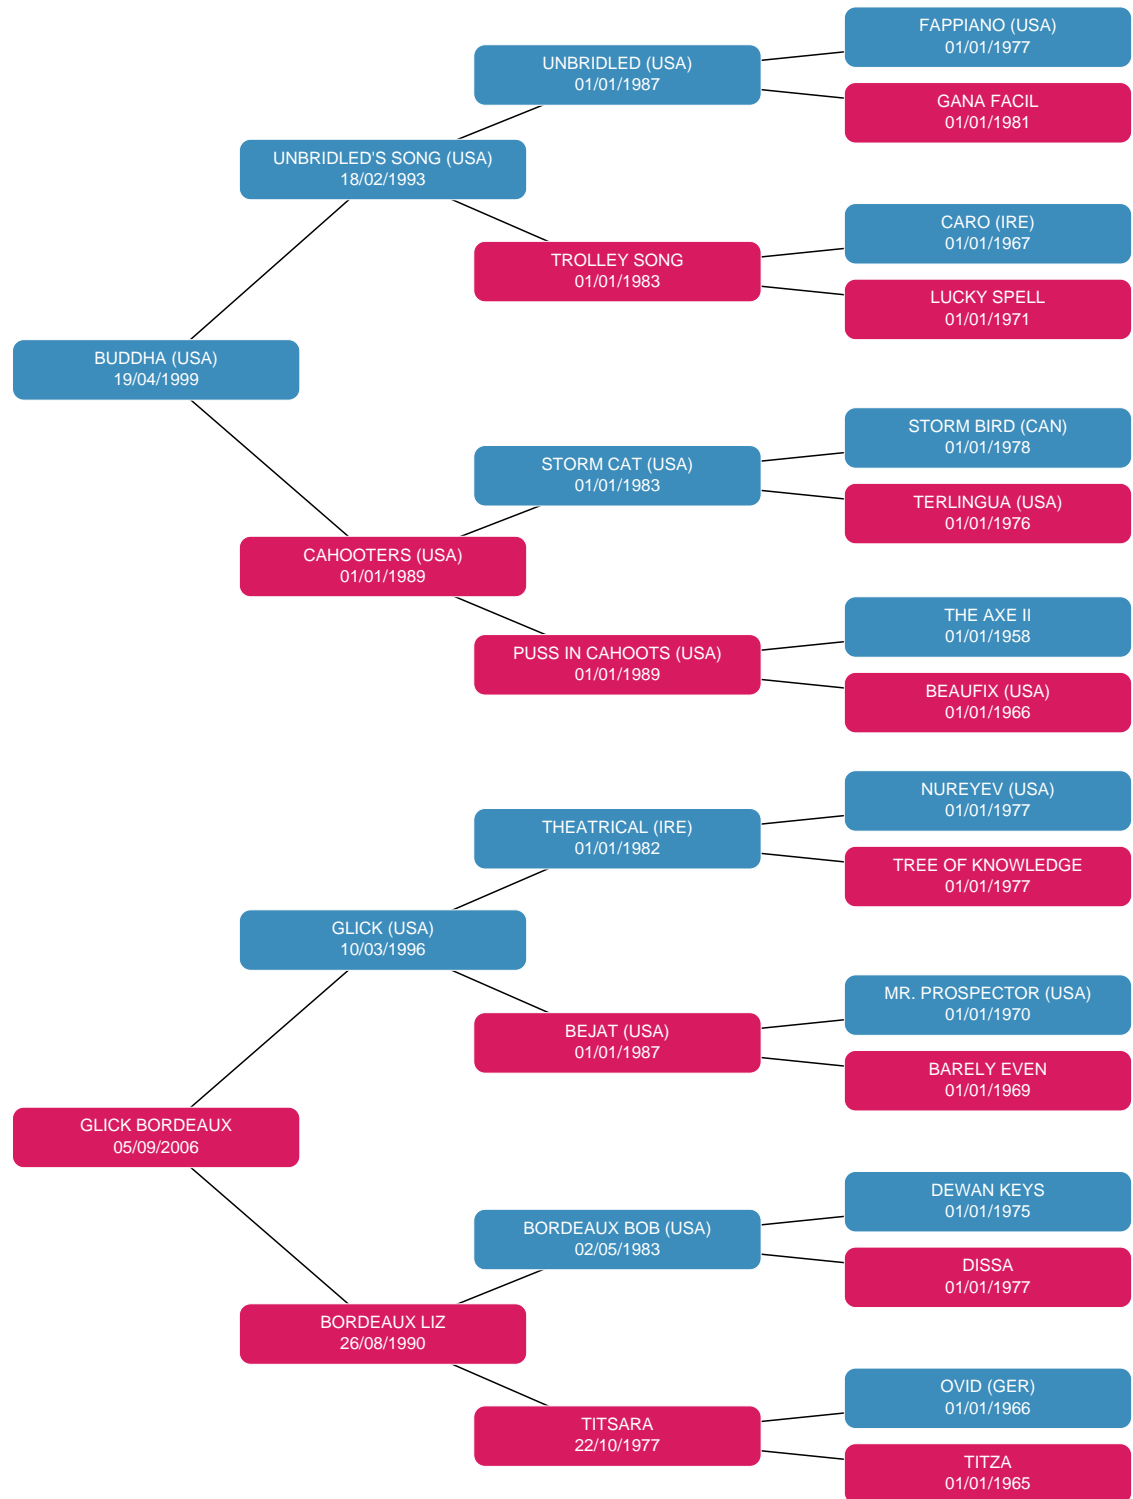 FAPPIANO (USA)
01/01/1977
UNBRIDLED (USA)
01/01/1987
GANA FACIL
01/01/1981
UNBRIDLED'S SONG (USA)
18/02/1993
CARO (IRE)
01/01/1967
TROLLEY SONG
01/01/1983
LUCKY SPELL
01/01/1971
BUDDHA (USA)
19/04/1999
STORM BIRD (CAN)
01/01/1978
STORM CAT (USA)
01/01/1983
TERLINGUA (USA)
01/01/1976
CAHOOTERS (USA)
01/01/1989
THE AXE II
01/01/1958
PUSS IN CAHOOTS (USA)
01/01/1989
BEAUFIX (USA)
01/01/1966
NUREYEV (USA)
01/01/1977
THEATRICAL (IRE)
01/01/1982
TREE OF KNOWLEDGE
01/01/1977
GLICK (USA)
10/03/1996
MR. PROSPECTOR (USA)
01/01/1970
BEJAT (USA)
01/01/1987
BARELY EVEN
01/01/1969
GLICK BORDEAUX
05/09/2006
DEWAN KEYS
01/01/1975
BORDEAUX BOB (USA)
02/05/1983
DISSA
01/01/1977
BORDEAUX LIZ
26/08/1990
OVID (GER)
01/01/1966
TITSARA
22/10/1977
TITZA
01/01/1965